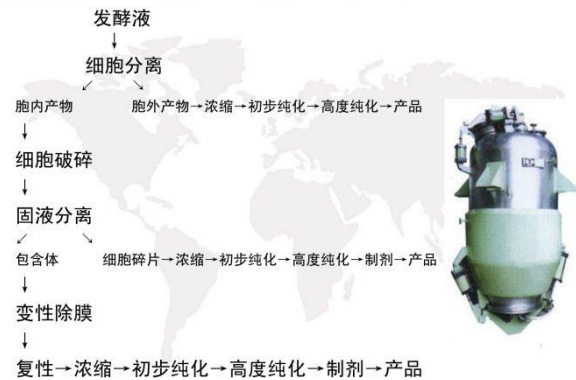 发酵液
↓
细胞分离
↙ ↘
胞内产物 胞外产物→浓缩→初步纯化→高度纯化→产品
↓
细胞破碎
↓
固液分离
↙ ↘
包含体 细胞碎片→浓缩→初步纯化→高度纯化→制剂→产品
↓
变性除膜
↓
复性→浓缩→初步纯化→高度纯化→制剂→产品